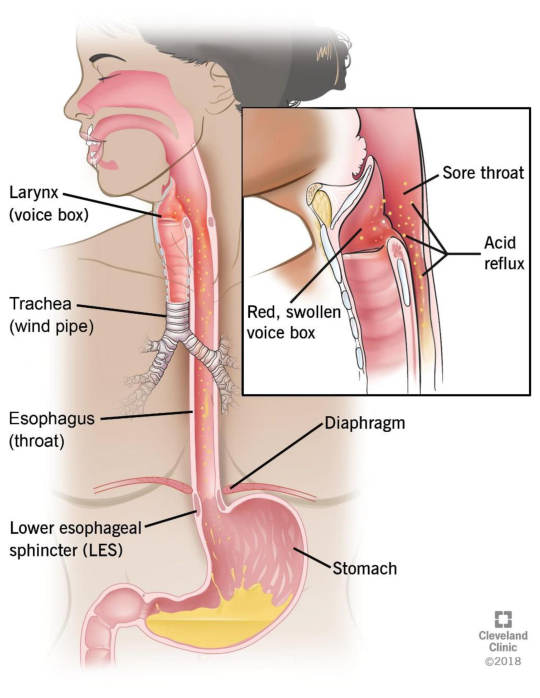 Larynx
(voice box)
Trachea
(wind pipe)
Esophagus
(throat)
Lower esophageal
sphincter (LES)
Sore throat
Acid
reflux
Red, swollen
voice box
Diaphragm
Stomach
Cleveland
Clinic
©2018